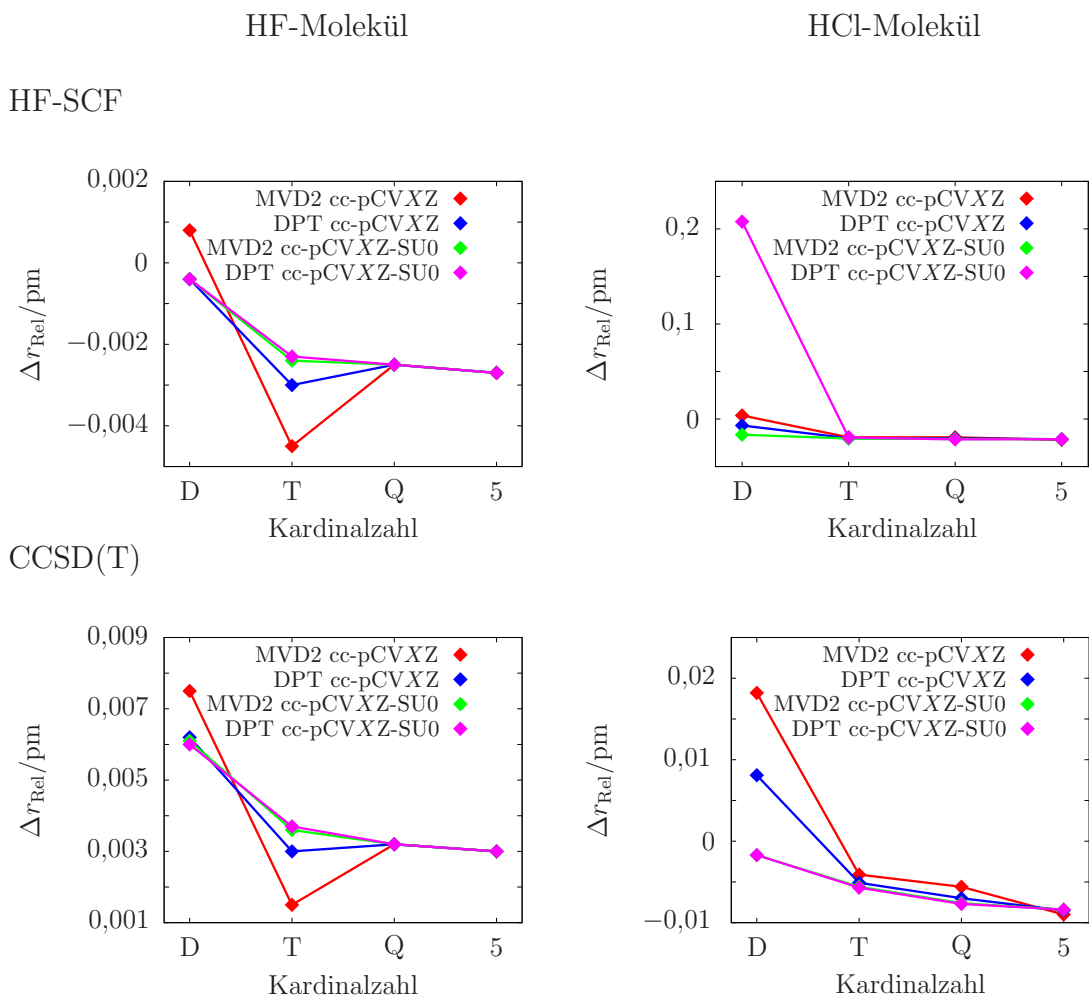 HF-Molekül
HCl-Molekül
HF-SCF
0,002
0
−0,002
−0,004
Δr_Rel/pm
MVD2 cc-pCVXZ
DPT cc-pCVXZ
MVD2 cc-pCVXZ-SU0
DPT cc-pCVXZ-SU0
D T Q 5
Kardinalzahl
0,2
0,1
0
Δr_Rel/pm
MVD2 cc-pCVXZ
DPT cc-pCVXZ
MVD2 cc-pCVXZ-SU0
DPT cc-pCVXZ-SU0
D T Q 5
Kardinalzahl
CCSD(T)
0,009
0,007
0,005
0,003
0,001
Δr_Rel/pm
MVD2 cc-pCVXZ
DPT cc-pCVXZ
MVD2 cc-pCVXZ-SU0
DPT cc-pCVXZ-SU0
D T Q 5
Kardinalzahl
0,02
0,01
0
−0,01
Δr_Rel/pm
MVD2 cc-pCVXZ
DPT cc-pCVXZ
MVD2 cc-pCVXZ-SU0
DPT cc-pCVXZ-SU0
D T Q 5
Kardinalzahl